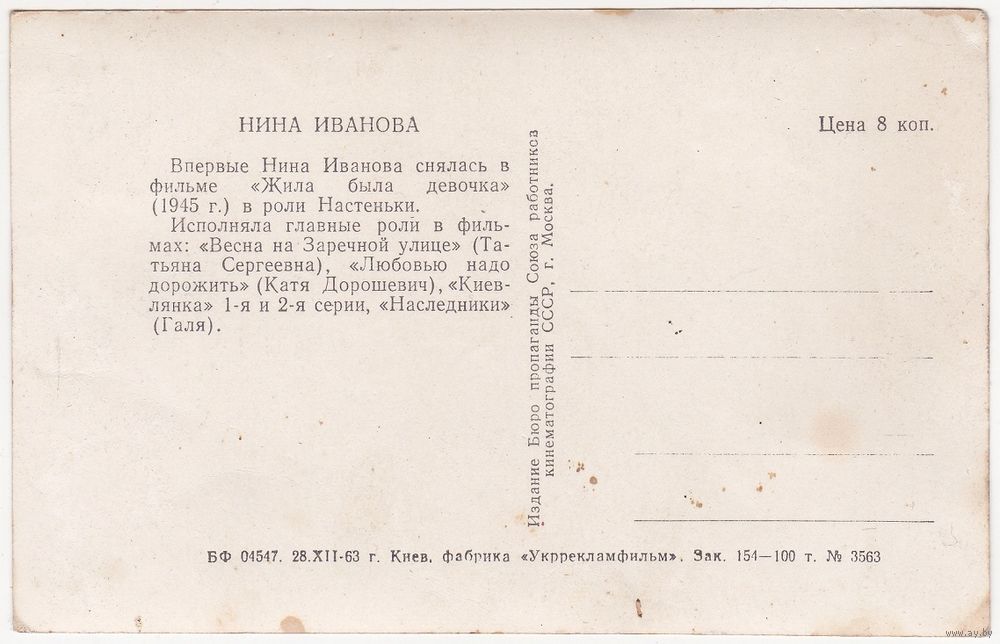 НИНА ИВАНОВА
Впервые Нина Иванова снялась в
фильме «Жила была девочка»
(1945 г.) в роли Настеньки.
Исполняла главные роли в филь-
мах: «Весна на Заречной улице» (Та-
тьяна Сергеевна), «Любовью надо
дорожить» (Катя Дорошевич), «Киев-
лянка» 1-я и 2-я серии, «Наследники»
(Галя).
Издание Бюро пропаганды Союза работников
кинематографии СССР, г. Москва.
Цена 8 коп.
БФ 04547. 28.XII-63 г. Киев, фабрика «Укррекламфильм». Зак. 154—100 т. № 3563
www.ay.by